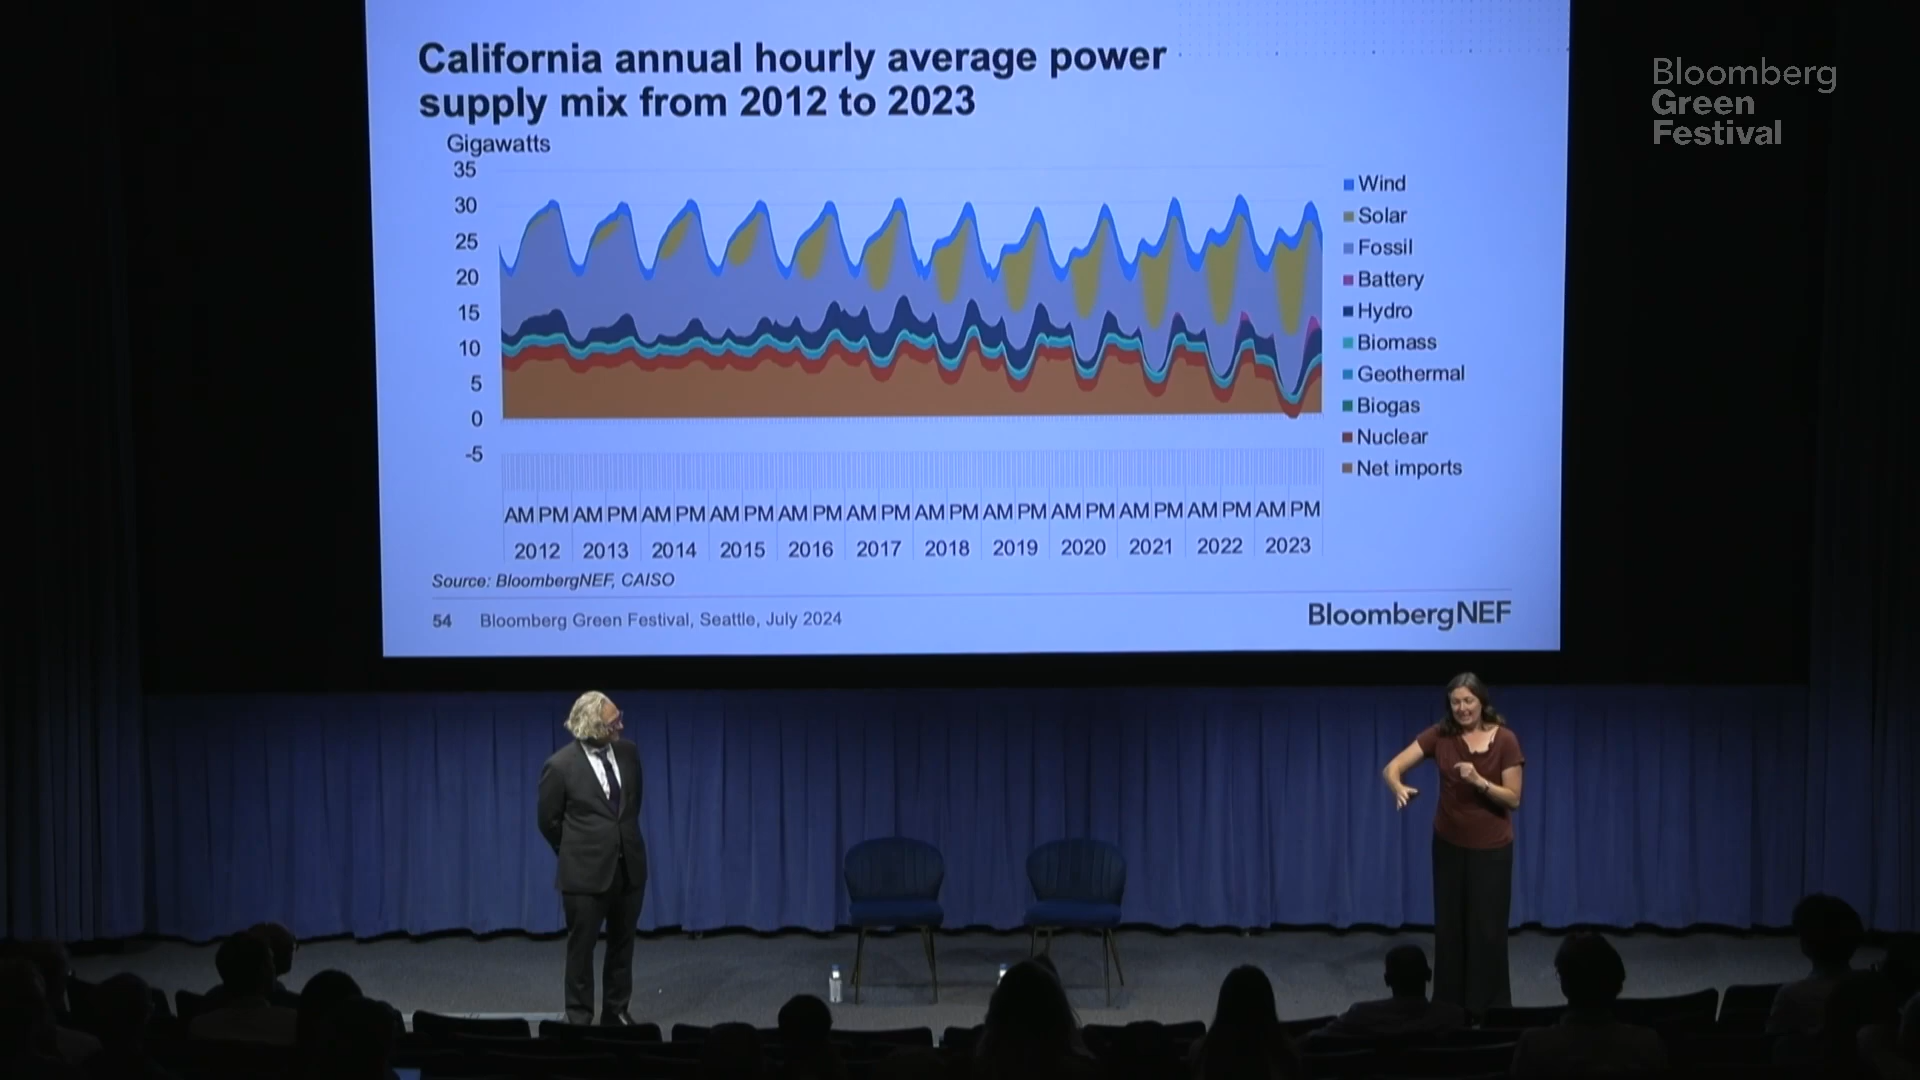 California annual hourly average power
supply mix from 2012 to 2023
Gigawatts
35
30
25
20
15
10
5
0
-5
AM PM AM PM AM PM AM PM AM PM AM PM AM PM AM PM AM PM AM PM AM PM AM PM
2012 2013 2014 2015 2016 2017 2018 2019 2020 2021 2022 2023
Wind
Solar
Fossil
Battery
Hydro
Biomass
Geothermal
Biogas
Nuclear
Net imports
Source: BloombergNEF, CAISO
54 Bloomberg Green Festival, Seattle, July 2024
BloombergNEF
Bloomberg
Green
Festival